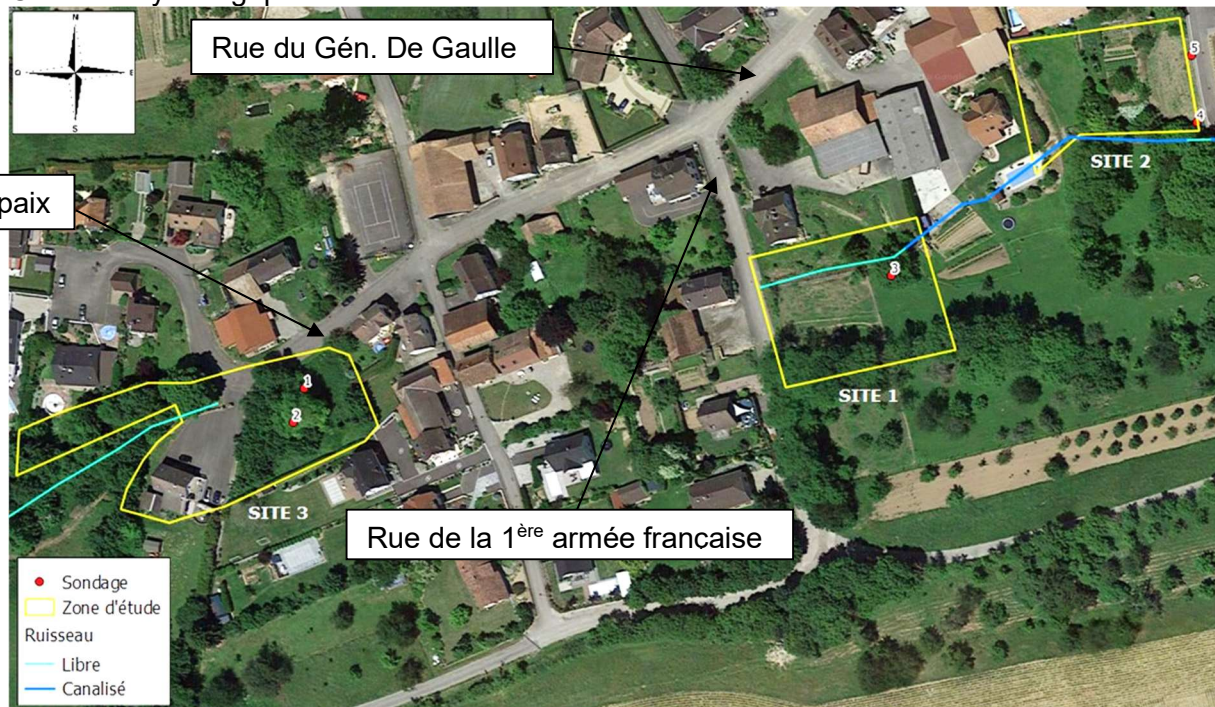 Rue du Gén. De Gaulle
paix
Rue de la 1ère armée française
N
O
E
S
5
4
SITE 2
3
SITE 1
1
2
SITE 3
Sondage
Zone d'étude
Ruisseau
Libre
Canalisé